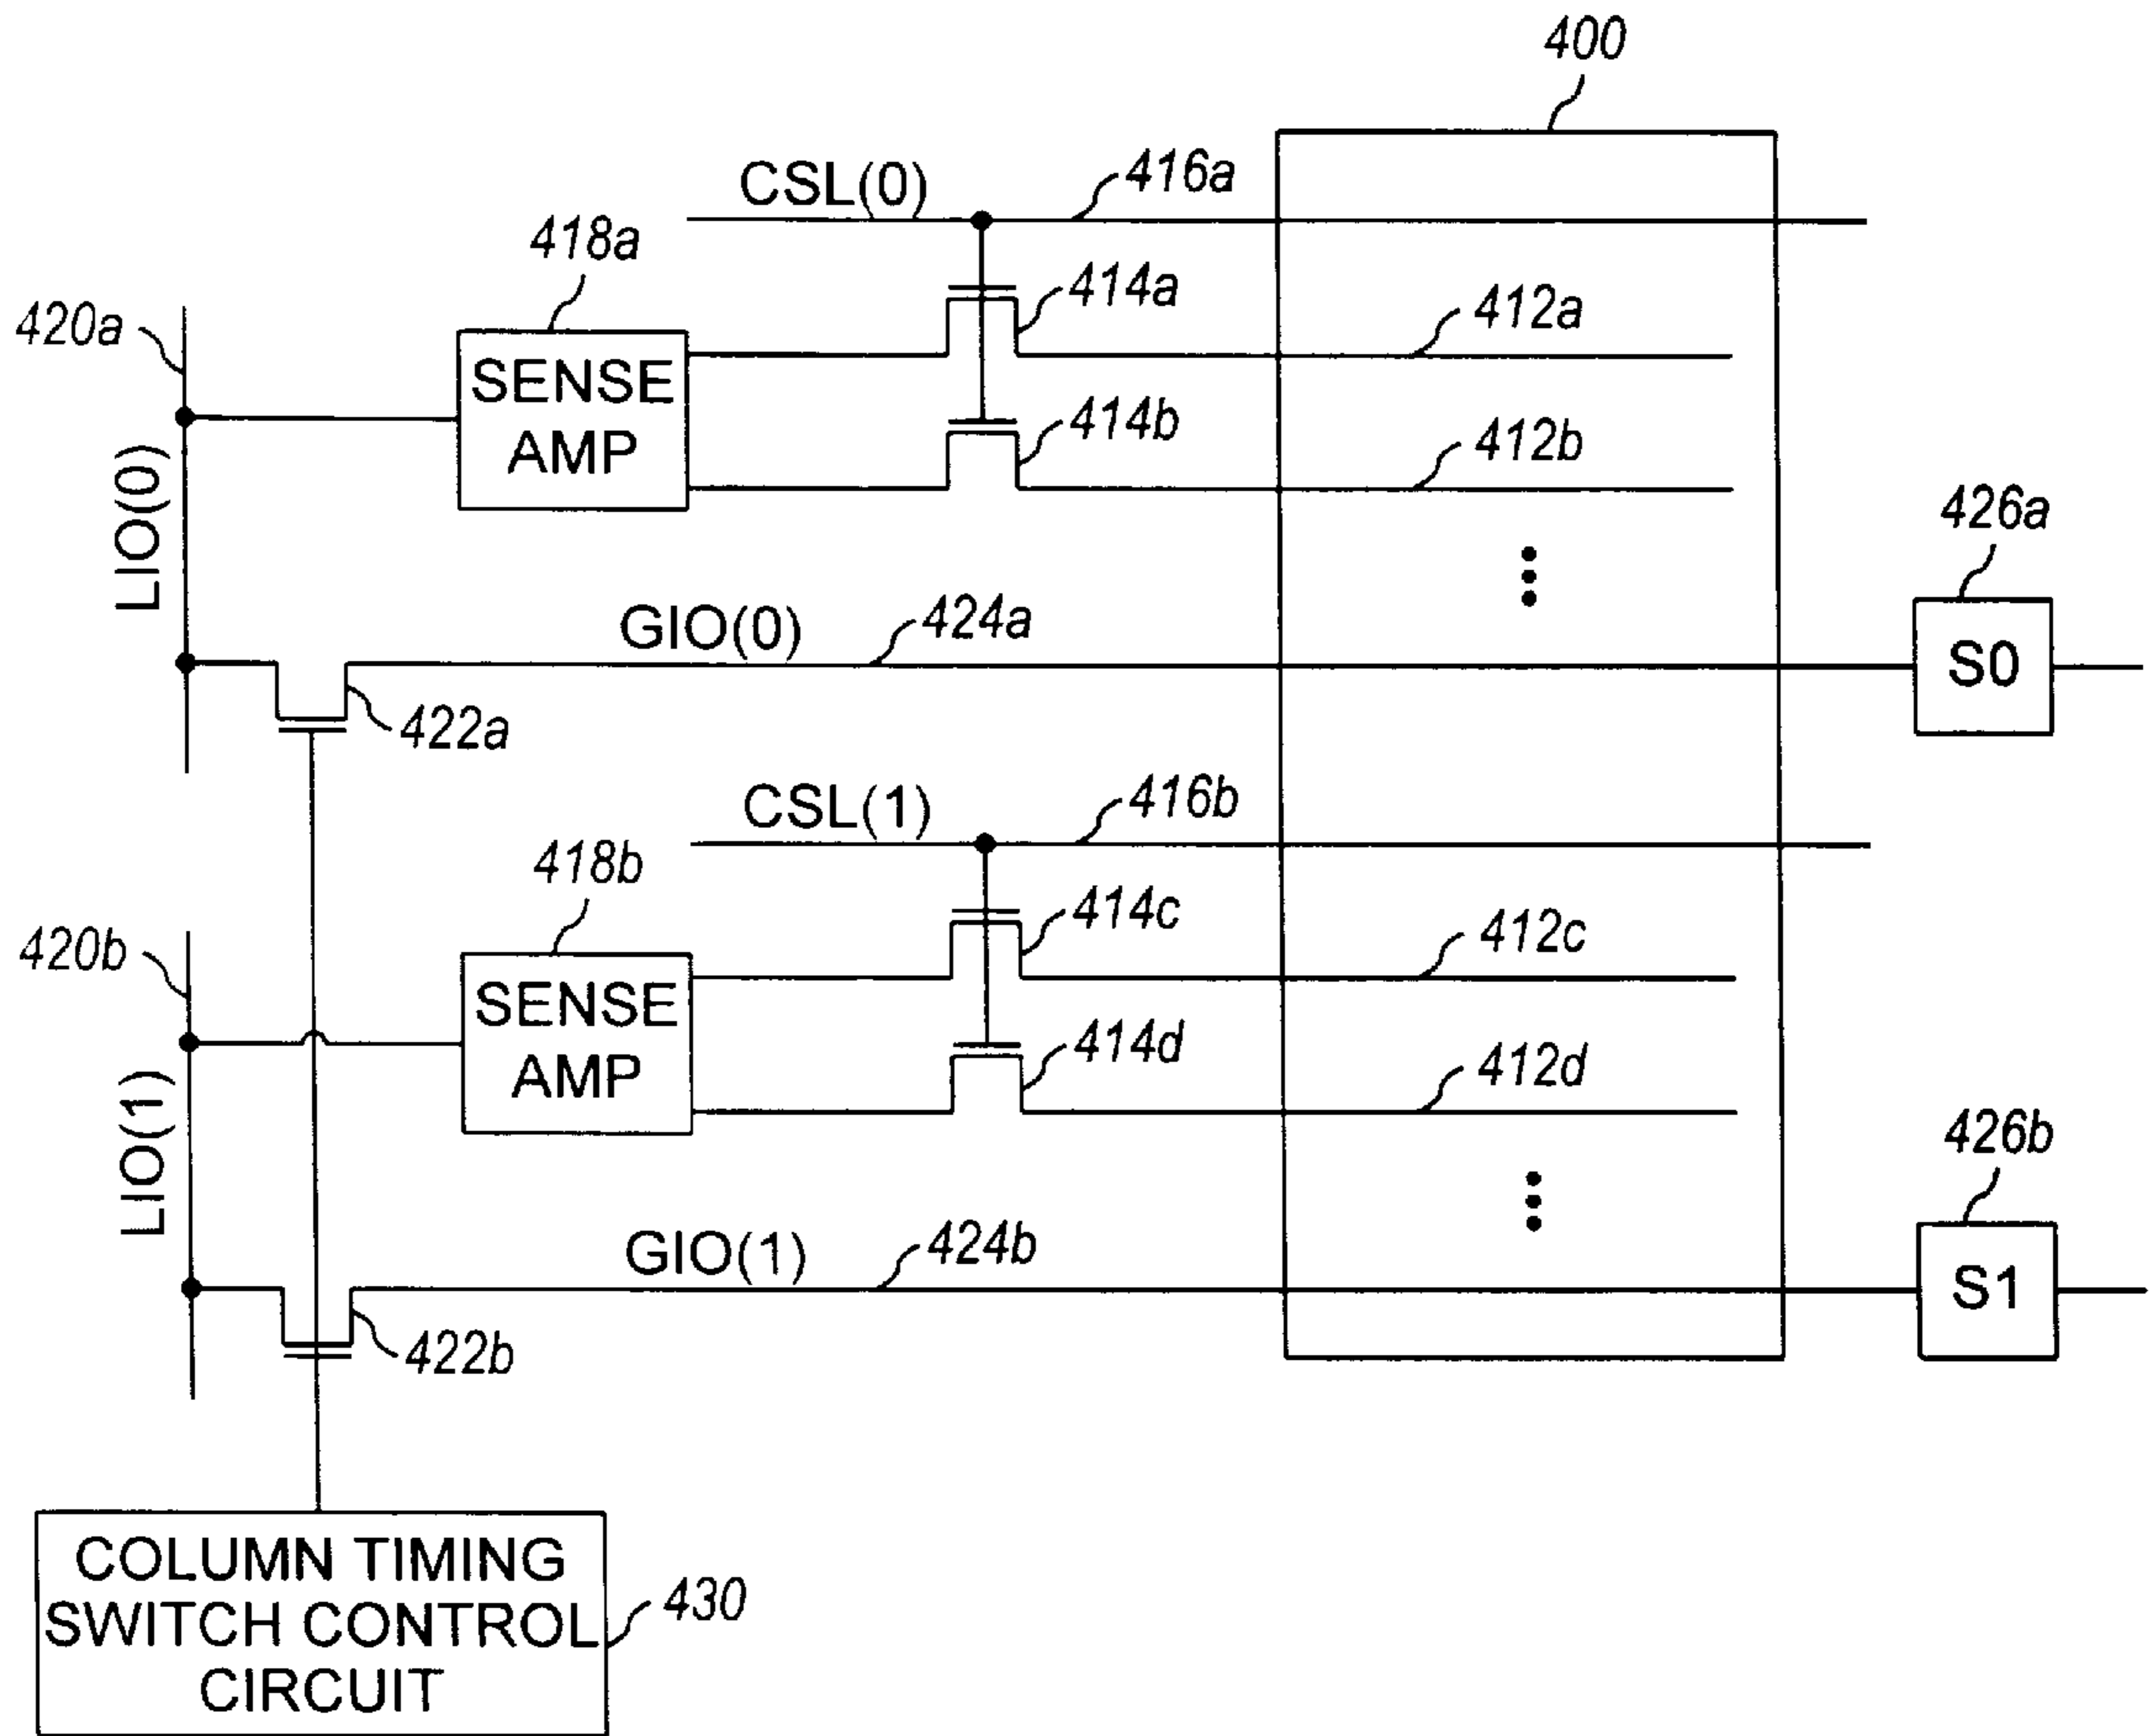 400
CSL(0)
416a
418a
414a
420a
412a
SENSE
AMP
414b
412b
LIO(0)
426a
GIO(0)
424a
S0
422a
CSL(1)
416b
418b
414c
420b
412c
SENSE
AMP
414d
412d
LIO(1)
426b
GIO(1)
424b
S1
422b
COLUMN TIMING
SWITCH CONTROL
CIRCUIT
430